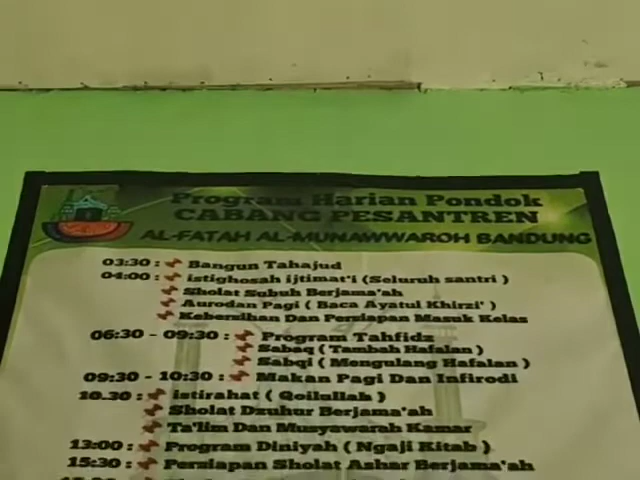 Program Harian Pondok
CABANG PESANTREN
AL-FATAH AL-MUNAWWAROH BANDUNG
03:30 : Bangun Tahajud
04:00 : istighosah ijtimat'i (Seluruh santri )
Sholat Subuh Berjama'ah
Aurodan Pagi ( Baca Ayatul Khirzi' )
Kebersihan Dan Persiapan Masuk Kelas
06:30 - 09:30 : Program Tahfidz
Sabaq ( Tambah Hafalan )
Sabqi ( Mengulang Hafalan )
09:30 - 10:30 : Makan Pagi Dan Infirodi
10.30 : istirahat ( Qoilullah )
Sholat Dzuhur Berjama'ah
Ta'lim Dan Musyawarah Kamar
13:00 : Program Diniyah ( Ngaji Kitab )
15:30 : Persiapan Sholat Ashar Berjama'ah